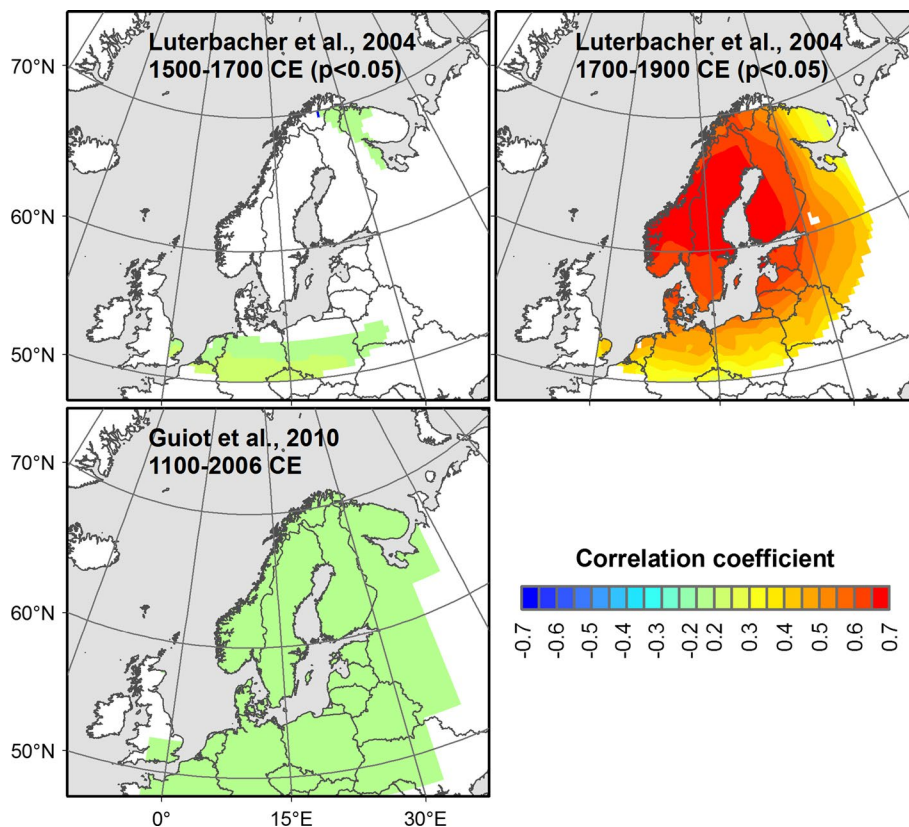 Luterbacher et al., 2004
1500-1700 CE (p<0.05)
Luterbacher et al., 2004
1700-1900 CE (p<0.05)
70°N
60°N
50°N
Guiot et al., 2010
1100-2006 CE
70°N
60°N
50°N
0°
15°E
30°E
Correlation coefficient
-0.7
-0.6
-0.5
-0.4
-0.3
-0.2
0.2
0.3
0.4
0.5
0.6
0.7